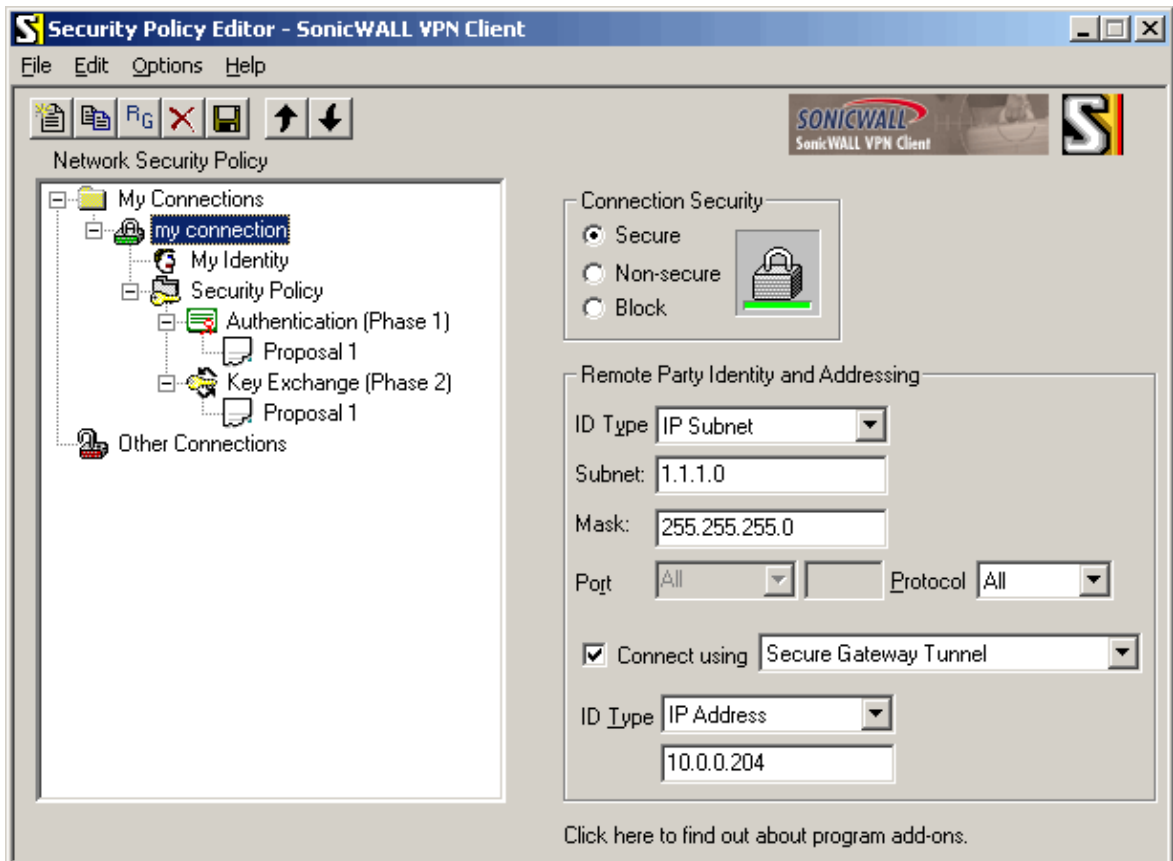 Security Policy Editor - SonicWALL VPN Client
File Edit Options Help
RG
SONICWALL
SonicWALL VPN Client
Network Security Policy
My Connections
my connection
My Identity
Security Policy
Authentication (Phase 1)
Proposal 1
Key Exchange (Phase 2)
Proposal 1
Other Connections
Connection Security
Secure
Non-secure
Block
Remote Party Identity and Addressing
ID Type IP Subnet
Subnet: 1.1.1.0
Mask: 255.255.255.0
Port All Protocol All
Connect using Secure Gateway Tunnel
ID Type IP Address
10.0.0.204
Click here to find out about program add-ons.